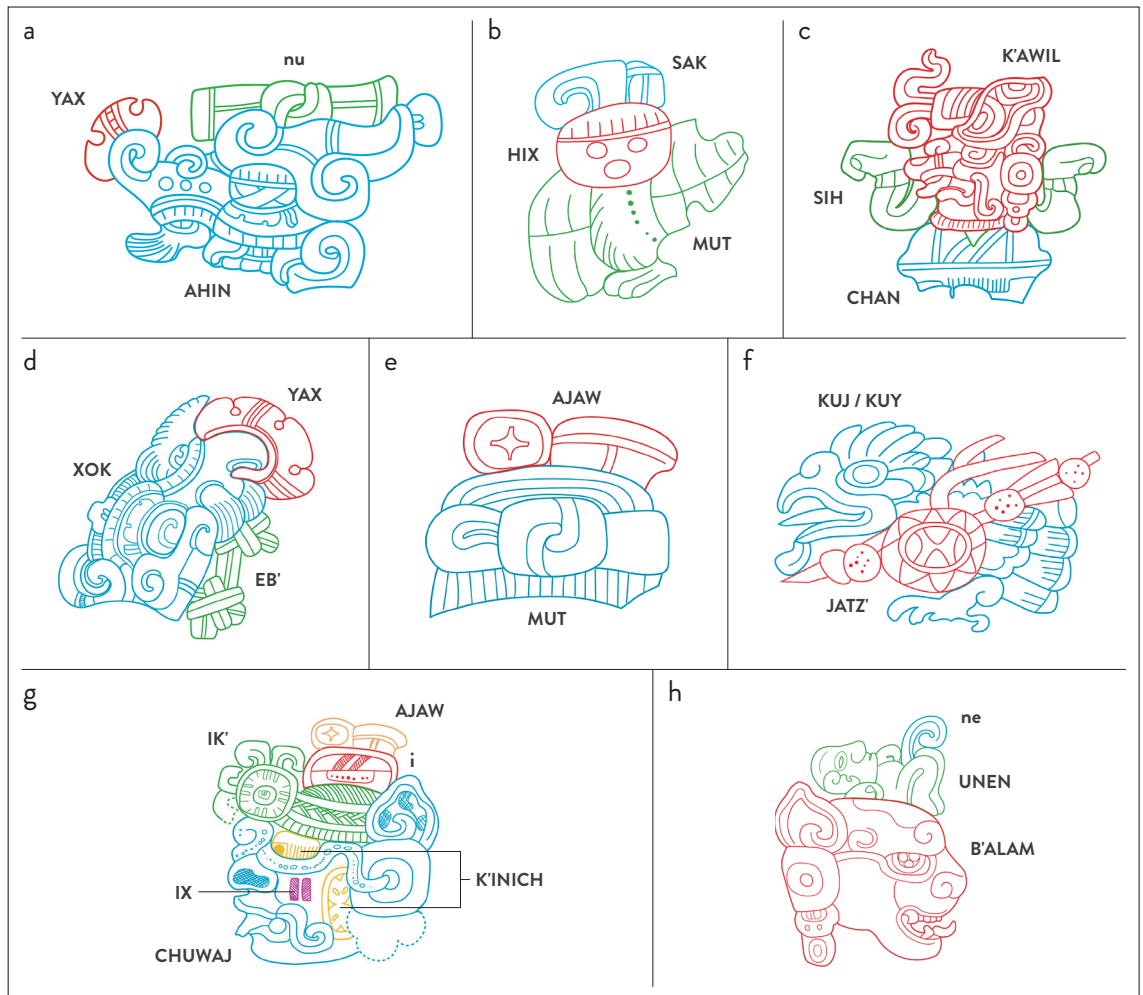 a
nu
YAX
AHIN
b
SAK
HIX
MUT
c
K'AWIL
SIH
CHAN
d
YAX
XOK
EB'
e
AJAW
MUT
f
KUJ / KUY
JATZ'
g
AJAW
IK'
i
K'INICH
IX
CHUWAJ
h
ne
UNEN
B'ALAM